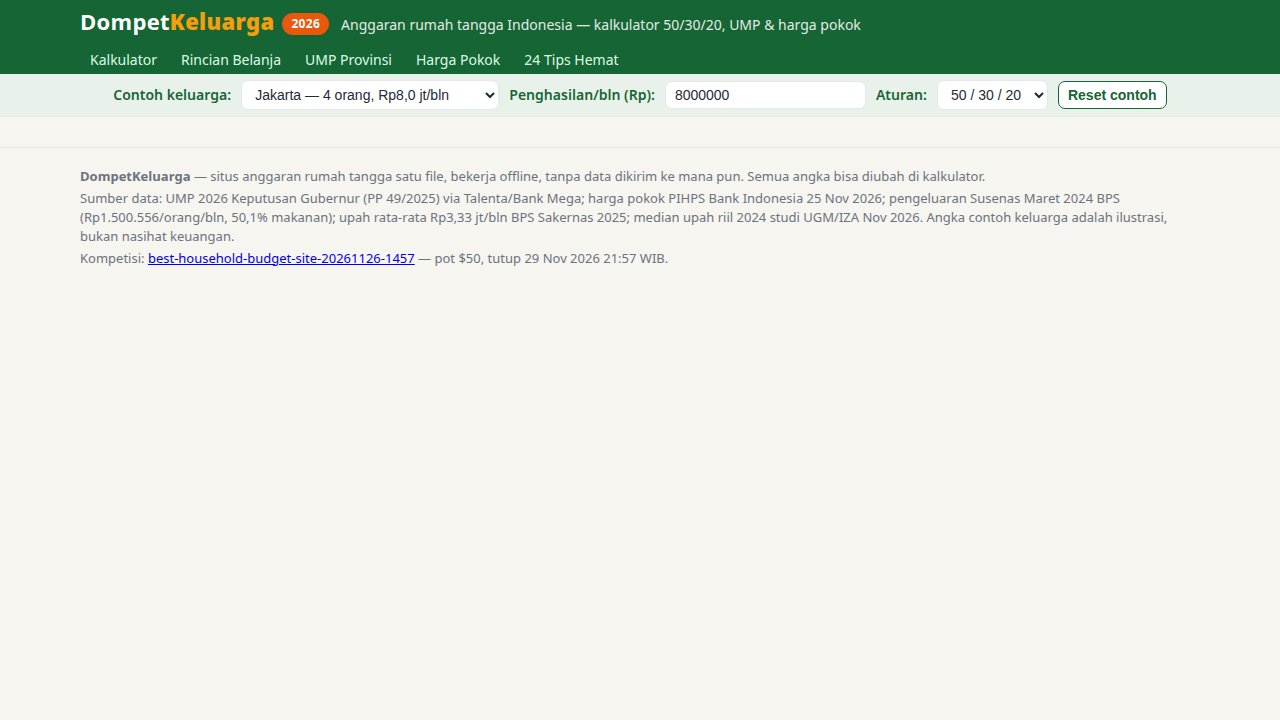 DompetKeluarga 2026 Anggaran rumah tangga Indonesia — kalkulator 50/30/20, UMP & harga pokok
Kalkulator Rincian Belanja UMP Provinsi Harga Pokok 24 Tips Hemat
Contoh keluarga: Jakarta — 4 orang, Rp8,0 jt/bln Penghasilan/bln (Rp): 8000000 Aturan: 50 / 30 / 20 Reset contoh
DompetKeluarga — situs anggaran rumah tangga satu file, bekerja offline, tanpa data dikirim ke mana pun. Semua angka bisa diubah di kalkulator.
Sumber data: UMP 2026 Keputusan Gubernur (PP 49/2025) via Talenta/Bank Mega; harga pokok PIHPS Bank Indonesia 25 Nov 2026; pengeluaran Susenas Maret 2024 BPS
(Rp1.500.556/orang/bln, 50,1% makanan); upah rata-rata Rp3,33 jt/bln BPS Sakernas 2025; median upah riil 2024 studi UGM/IZA Nov 2026. Angka contoh keluarga adalah ilustrasi,
bukan nasihat keuangan.
Kompetisi: best-household-budget-site-20261126-1457 — pot $50, tutup 29 Nov 2026 21:57 WIB.